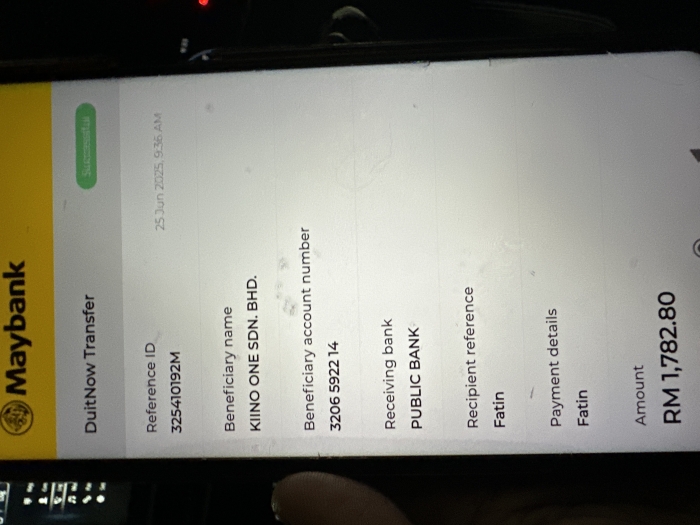 Maybank
DuitNow Transfer
Successful
Reference ID
325410192M
25 Jun 2025, 9:36 AM
Beneficiary name
KIINO ONE SDN. BHD.
Beneficiary account number
3206 5922 14
Receiving bank
PUBLIC BANK
Recipient reference
Fatin
Payment details
Fatin
Amount
RM 1,782.80